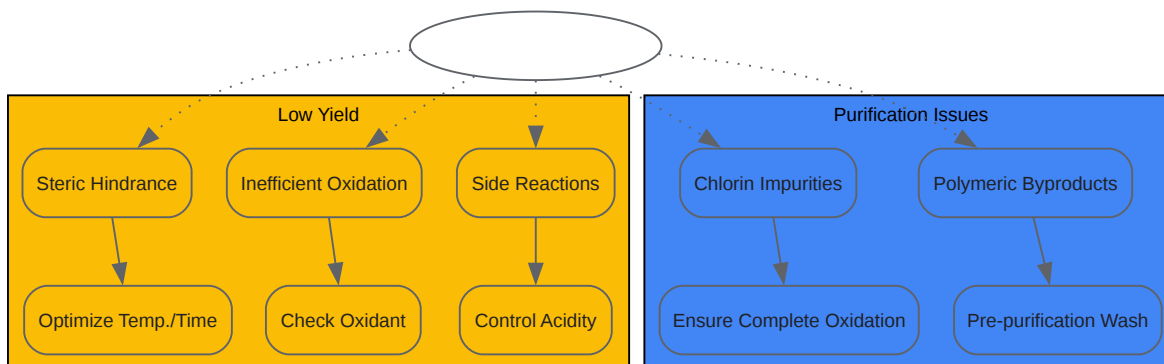 Low Yield
Purification Issues
Steric Hindrance
Inefficient Oxidation
Side Reactions
Chlorin Impurities
Polymeric Byproducts
Optimize Temp./Time
Check Oxidant
Control Acidity
Ensure Complete Oxidation
Pre-purification Wash